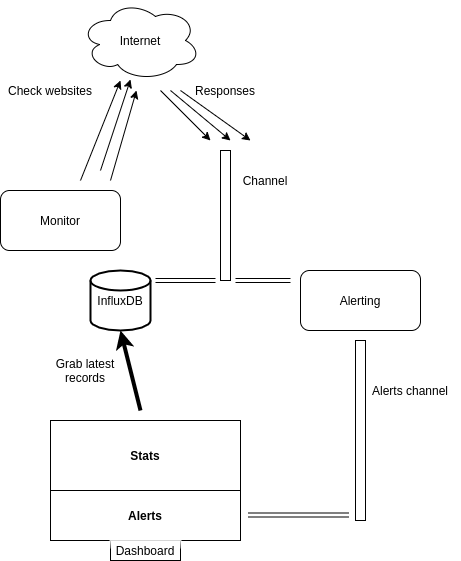 Internet
Check websites
Responses
Channel
Monitor
InfluxDB
Alerting
Grab latest
records
Alerts channel
Stats
Alerts
Dashboard